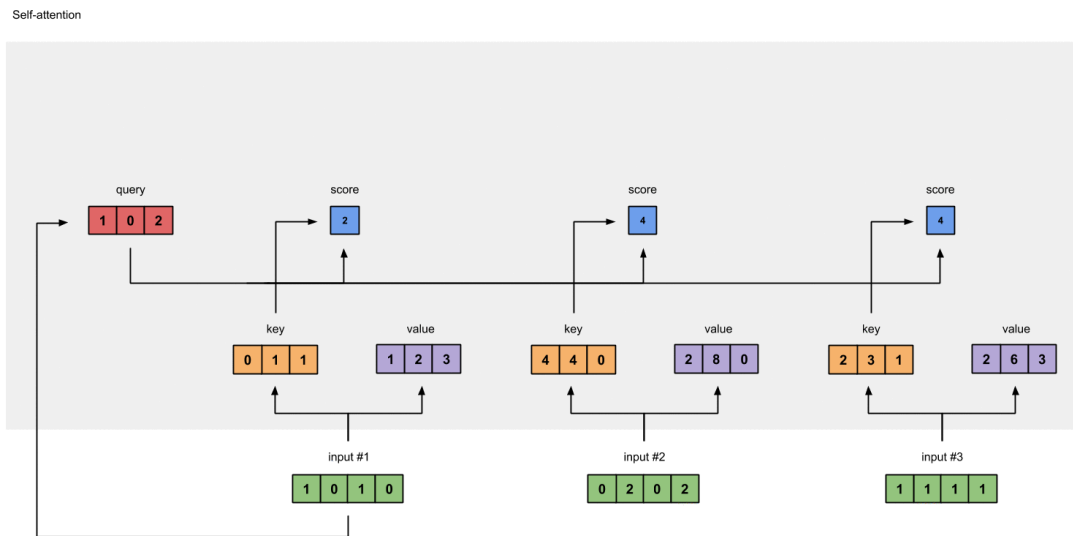 Self-attention
query score score score
1 0 2 2 4 4
key value key value key value
0 1 1 1 2 3 4 4 0 2 8 0 2 3 1 2 6 3
input #1 input #2 input #3
1 0 1 0 0 2 0 2 1 1 1 1